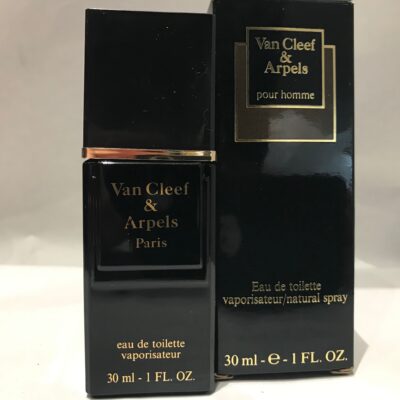 Van Cleef
&
Arpels
Paris
eau de toilette
vaporisateur
30 ml - 1 FL. OZ.
Van Cleef
&
Arpels
pour homme
Eau de toilette
vaporisateur/natural spray
30 ml - e - 1 FL. OZ.